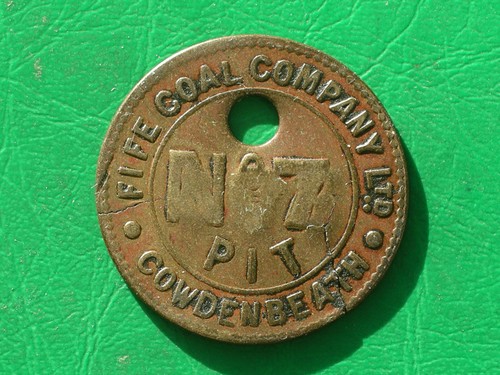 FIFE COAL COMPANY LTD.
No 7
PIT
COWDENBEATH